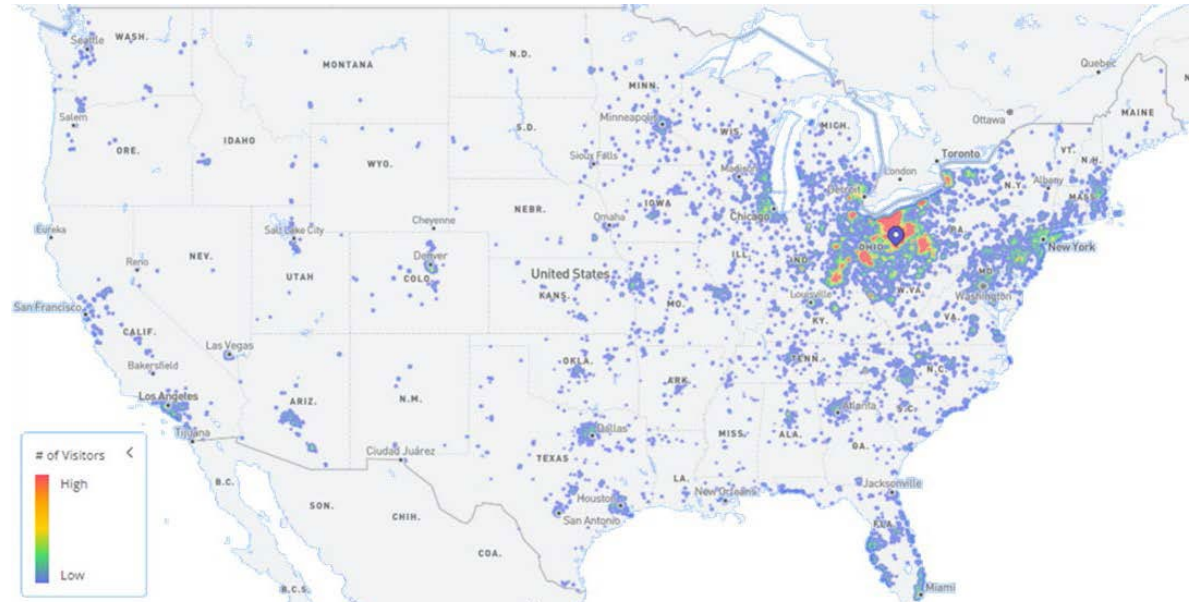 Seattle
WASH.
MONTANA
N.D.
MINN.
Quebec
MAINE
Ottawa
Salem
ORE.
IDAHO
S.D.
Minneapolis
WIS.
MICH.
Toronto
VT.
N.H.
WYO.
Sioux Falls
Madison
London
Albany
N.Y.
MASS
Detroit
Eureka
NEBR.
IOWA
Chicago
Cheyenne
Omaha
Reno
NEV.
Salt Lake City
OHIO
PA.
New York
UTAH
Denver
COLO.
United States
ILL.
IND.
MD.
San Francisco
KANS.
MO.
Louisville
W.VA.
Washington
CALIF.
KY.
VA.
Las Vegas
Bakersfield
OKLA.
TENN.
N.C.
Los Angeles
ARIZ.
N.M.
ARK.
S.C.
Atlanta
Tijuana
Dallas
MISS.
ALA.
GA.
Ciudad Juárez
TEXAS
LA.
# of Visitors
High
Low
B.C.
Houston
New Orleans
Jacksonville
SON.
CHIH.
San Antonio
FLA.
COA.
B.C.S.
Miami